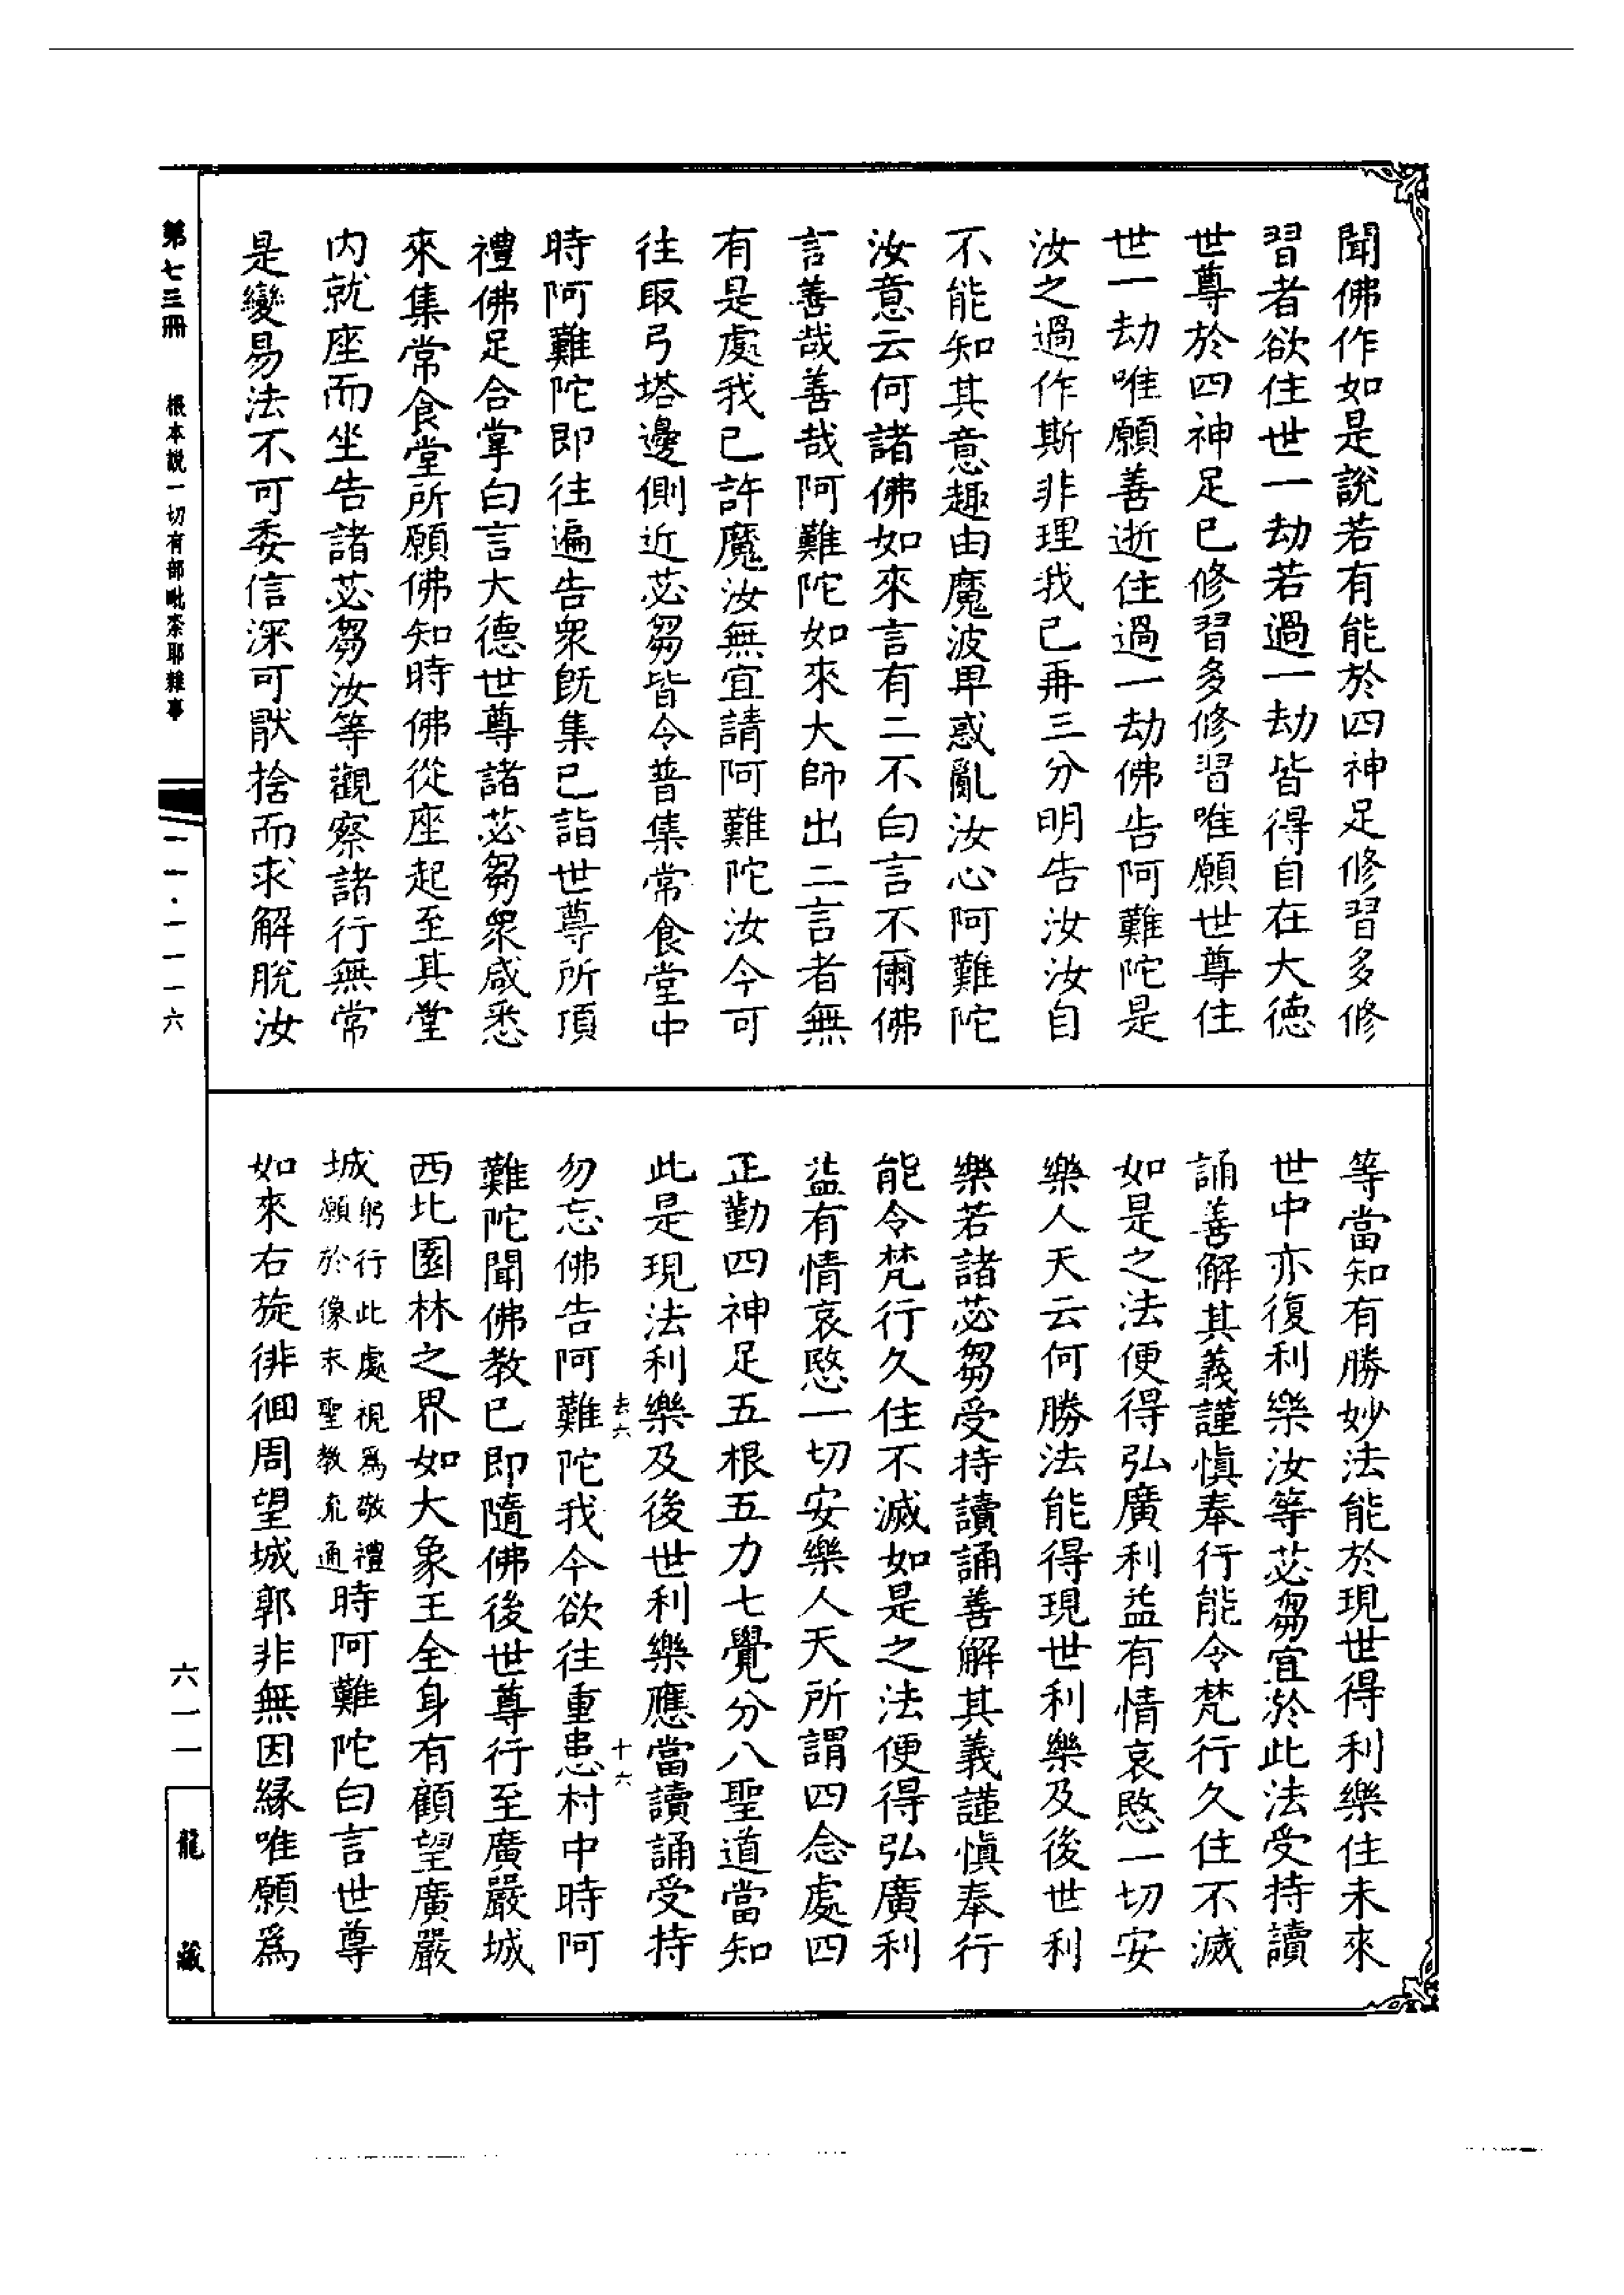 聞佛作如是說若有能於四神足修習多修
習者欲住世一劫若過一劫皆得自在大德
世尊於四神足已修習多修習唯願世尊住
世一劫唯願善逝住過一劫佛告阿難陀是
汝之過作斯非理我已再三分明告汝汝自
不能知其意趣由魔波卑惑亂汝心阿難陀
汝意云何諸佛如來言有二不白言不爾佛
言善哉善哉阿難陀如來大師出二言者無
有是處我已許魔汝無宜請阿難陀汝今可
往取弓塔邊側近苾芻皆令普集常食堂中
時阿難陀即往遍告眾既集已詣世尊所頂
禮佛足合掌白言大德世尊諸苾芻眾咸悉
來集常食堂所願佛知時佛從座起至其堂
內就座而坐告諸苾芻汝等觀察諸行無常
是變易法不可委信深可厭捨而求解脫汝
等當知有勝妙法能於現世得利樂住未來
世中亦復利樂汝等苾芻宜於此法受持讀
誦善解其義謹慎奉行能令梵行久住不滅
如是之法便得弘廣利益有情哀愍一切安
樂人天云何勝法能得現世利樂及後世利
樂若諸苾芻受持讀誦善解其義謹慎奉行
能令梵行久住不滅如是之法便得弘廣利
益有情哀愍一切安樂人天所謂四念處四
正勤四神足五根五力七覺分八聖道當知
此是現法利樂及後世利樂應當讀誦受持
去六 十六
勿忘佛告阿難陀我今欲往重患村中時阿
難陀聞佛教已即隨佛後世尊行至廣嚴城
西北園林之界如大象王全身有顧望廣嚴
城躬行此處視為敬禮願於像末聖教流通時阿難陀白言世尊
如來右旋徘徊周望城郭非無因緣唯願為
第七三冊 根本說一切有部毗柰耶雜事 一一一·一一一六
六一一 龍藏